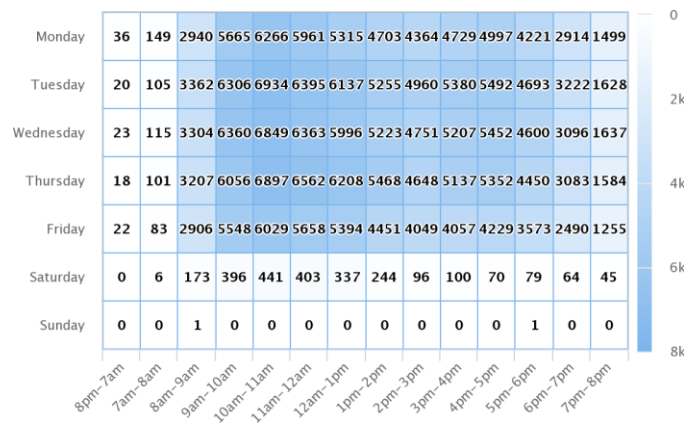 Monday 36 149 2940 5665 6266 5961 5315 4703 4364 4729 4997 4221 2914 1499
Tuesday 20 105 3362 6306 6934 6395 6137 5255 4960 5380 5492 4693 3222 1628
Wednesday 23 115 3304 6360 6849 6363 5996 5223 4751 5207 5452 4600 3096 1637
Thursday 18 101 3207 6056 6897 6562 6208 5468 4648 5137 5352 4450 3083 1584
Friday 22 83 2906 5548 6029 5658 5394 4451 4049 4057 4229 3573 2490 1255
Saturday 0 6 173 396 441 403 337 244 96 100 70 79 64 45
Sunday 0 0 1 0 0 0 0 0 0 0 0 1 0 0
8pm-7am 7am-8am 8am-9am 9am-10am 10am-11am 11am-12am 12am-1pm 1pm-2pm 2pm-3pm 3pm-4pm 4pm-5pm 5pm-6pm 6pm-7pm 7pm-8pm
0
2k
4k
6k
8k